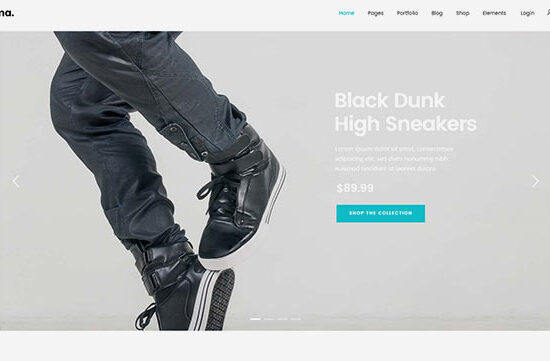 na.
Home Pages Portfolio Blog Shop Elements Login
Black Dunk
High Sneakers
Lorem ipsum dolor sit amet, consectetuer
adipiscing elit, sed diam nonummy nibh
euismod tincidunt ut laoreet dolore.
$89.99
SHOP THE COLLECTION